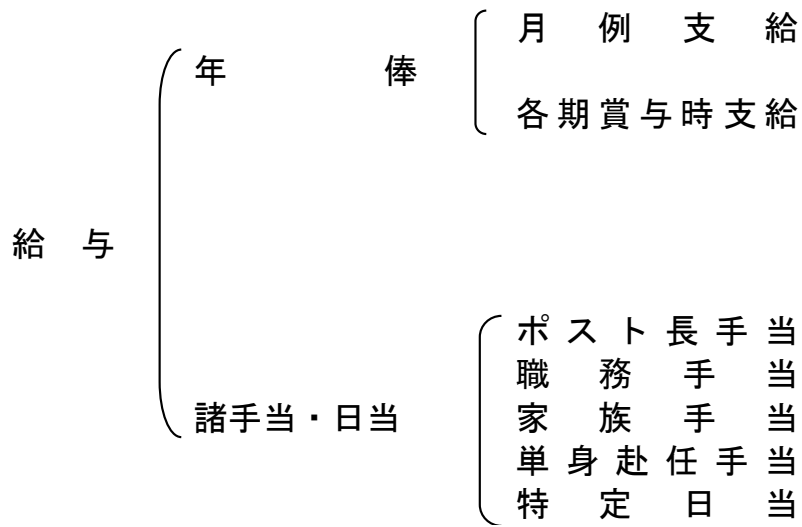 給与
年俸
月例支給
各期賞与時支給
諸手当・日当
ポスト長手当
職務手当
家族手当
単身赴任手当
特定日当